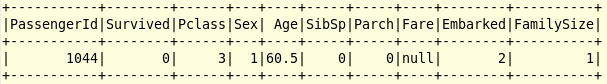 +-----------+--------+------+---+----+-----+-----+----+--------+----------+
|PassengerId|Survived|Pclass|Sex| Age|SibSp|Parch|Fare|Embarked|FamilySize|
+-----------+--------+------+---+----+-----+-----+----+--------+----------+
|       1044|       0|     3|  1|60.5|    0|    0|null|       2|         1|
+-----------+--------+------+---+----+-----+-----+----+--------+----------+